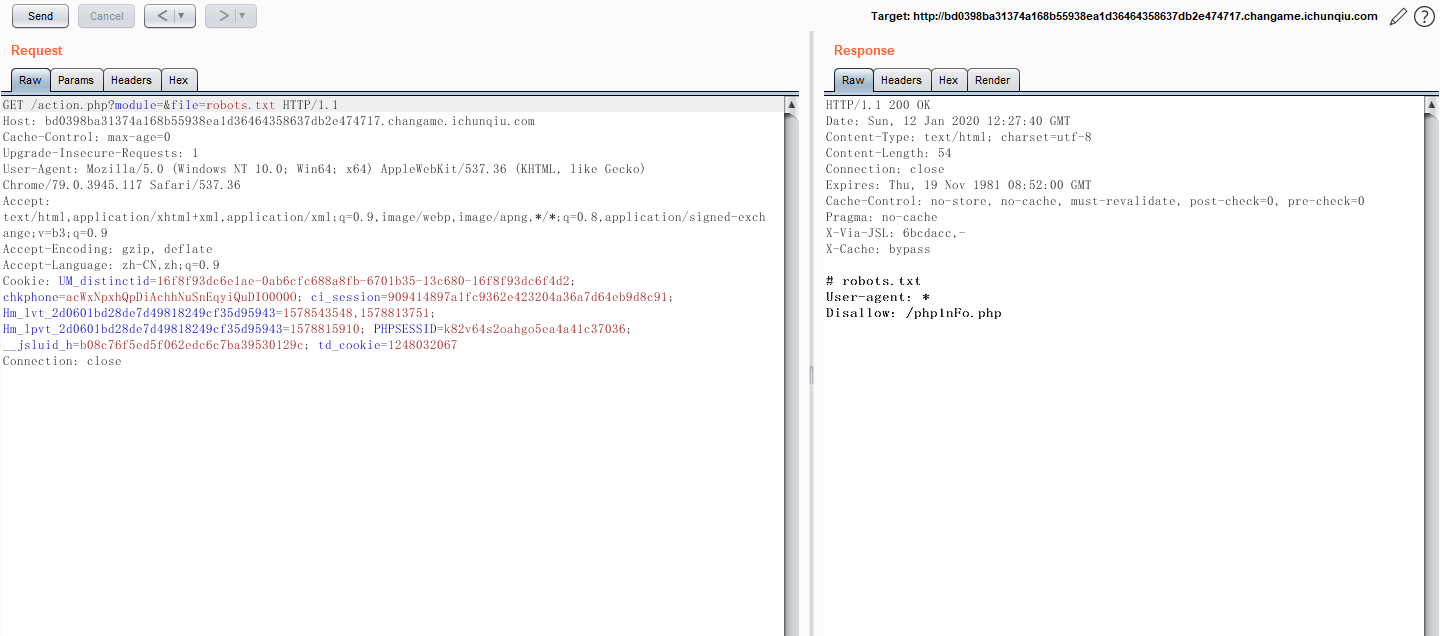 Send
Cancel
< | ▼
> | ▼
Target: http://bd0398ba31374a168b55938ea1d36464358637db2e474717.changame.ichunqiu.com
?
Request
Raw Params Headers Hex
GET /action.php?module=&file=robots.txt HTTP/1.1
Host: bd0398ba31374a168b55938ea1d36464358637db2e474717.changame.ichunqiu.com
Cache-Control: max-age=0
Upgrade-Insecure-Requests: 1
User-Agent: Mozilla/5.0 (Windows NT 10.0; Win64; x64) AppleWebKit/537.36 (KHTML, like Gecko)
Chrome/79.0.3945.117 Safari/537.36
Accept:
text/html,application/xhtml+xml,application/xml;q=0.9,image/webp,image/apng,*/*;q=0.8,application/signed-exch
ange;v=b3;q=0.9
Accept-Encoding: gzip, deflate
Accept-Language: zh-CN,zh;q=0.9
Cookie: UM_distinctid=16f8f93dc6e1ae-0ab6cfc688a8fb-6701b35-13c680-16f8f93dc6f4d2;
chkphone=acWxNpxhQpDiAchhNuSnEqyiQuDIO0O0O; ci_session=909414897a1fc9362e423204a36a7d64eb9d8c91;
Hm_lvt_2d0601bd28de7d49818249cf35d95943=1578543548,1578813751;
Hm_lpvt_2d0601bd28de7d49818249cf35d95943=1578815910; PHPSESSID=k82v64s2oahgo5ea4a41c37036;
__jsluid_h=b08c76f5ed5f062edc6c7ba39530129c; td_cookie=1248032067
Connection: close
Response
Raw Headers Hex Render
HTTP/1.1 200 OK
Date: Sun, 12 Jan 2020 12:27:40 GMT
Content-Type: text/html; charset=utf-8
Content-Length: 54
Connection: close
Expires: Thu, 19 Nov 1981 08:52:00 GMT
Cache-Control: no-store, no-cache, must-revalidate, post-check=0, pre-check=0
Pragma: no-cache
X-Via-JSL: 6bcdacc,-
X-Cache: bypass
# robots.txt
User-agent: *
Disallow: /php1nFo.php